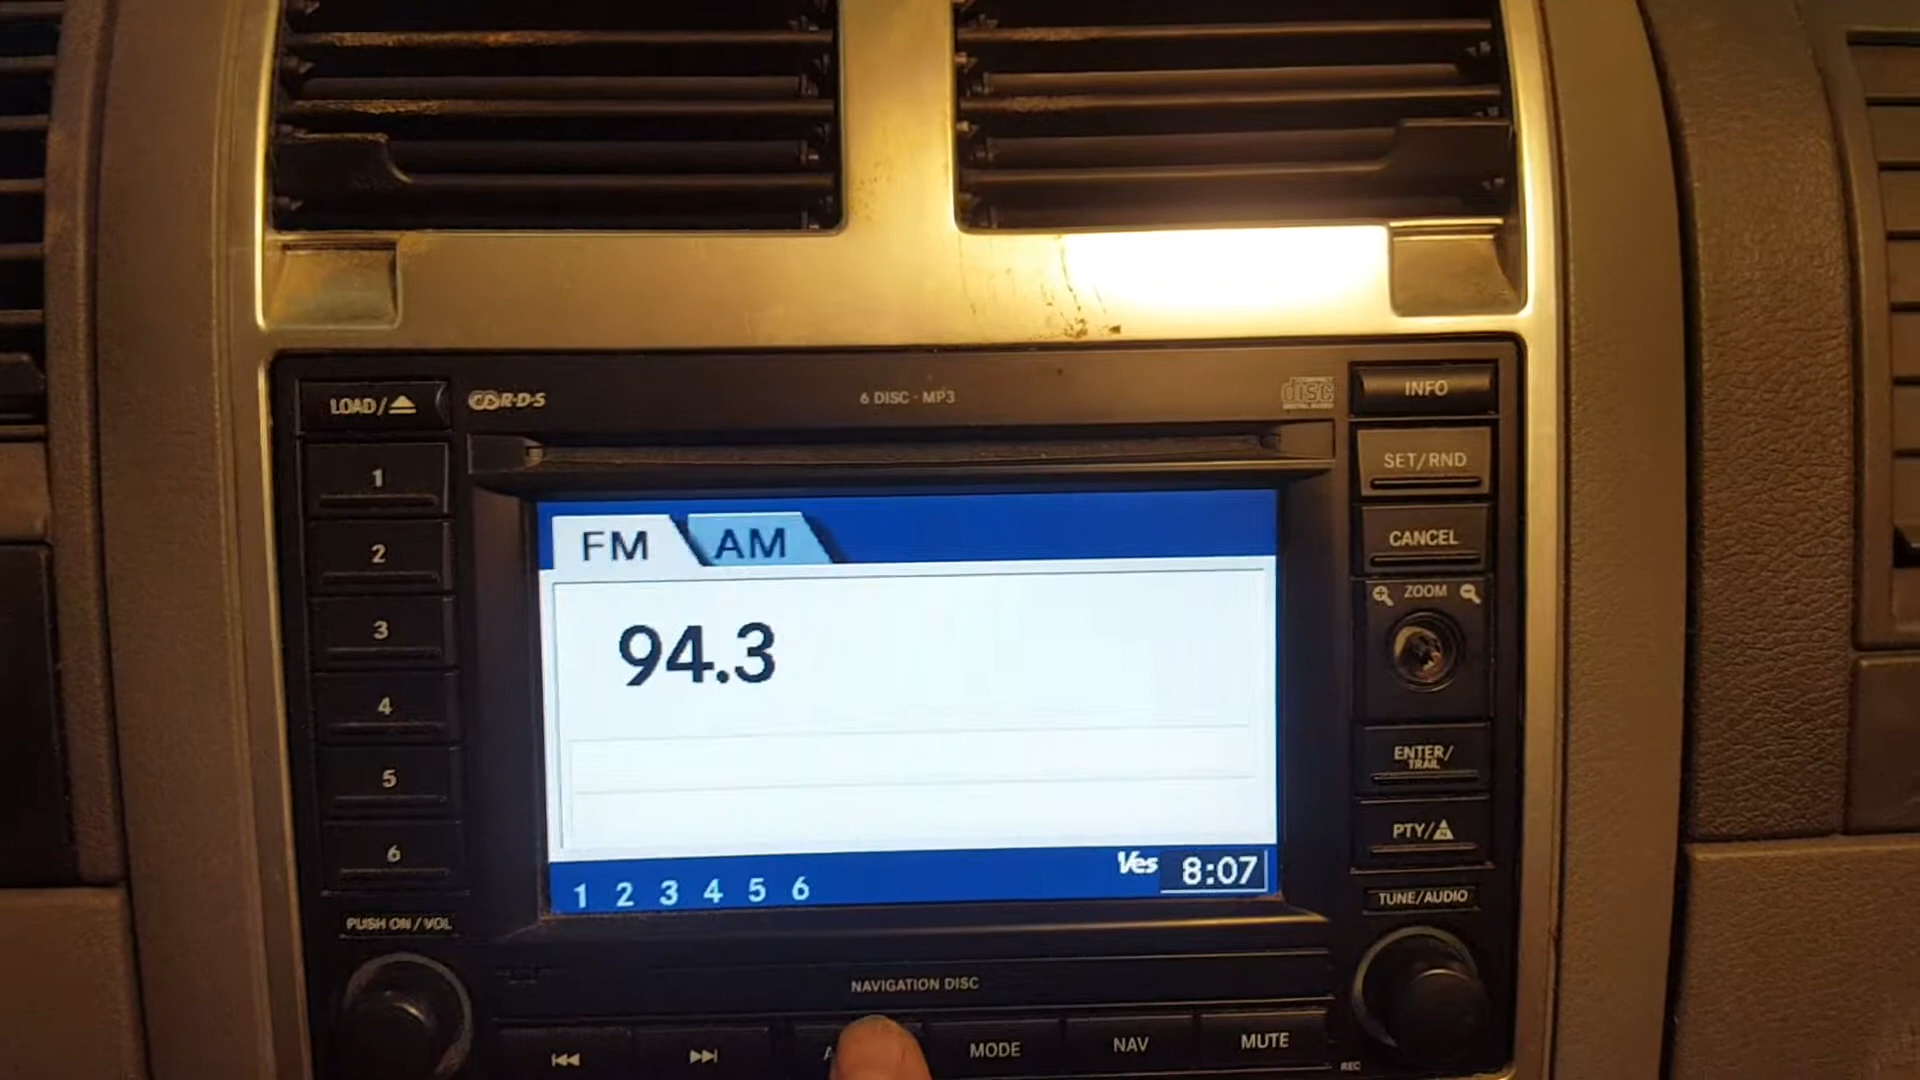 LOAD/
R·D·S
6 DISC · MP3
disc
DIGITAL AUDIO
INFO
1
2
3
4
5
6
SET/RND
CANCEL
ZOOM
ENTER/
TRAIL
PTY/
FM AM
94.3
Ves 8:07
1 2 3 4 5 6
PUSH ON / VOL
TUNE/AUDIO
NAVIGATION DISC
MODE
NAV
MUTE
REC